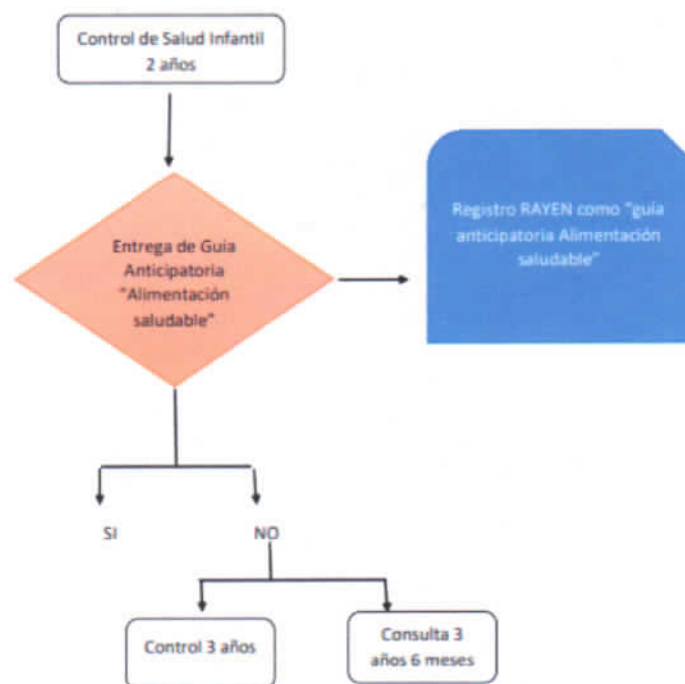 Control de Salud Infantil
2 años
Entrega de Guia
Anticipatoria
"Alimentación
saludable"
Registro RAYEN como "guía
anticipatoria Alimentación
saludable"
SI
NO
Control 3 años
Consulta 3
años 6 meses